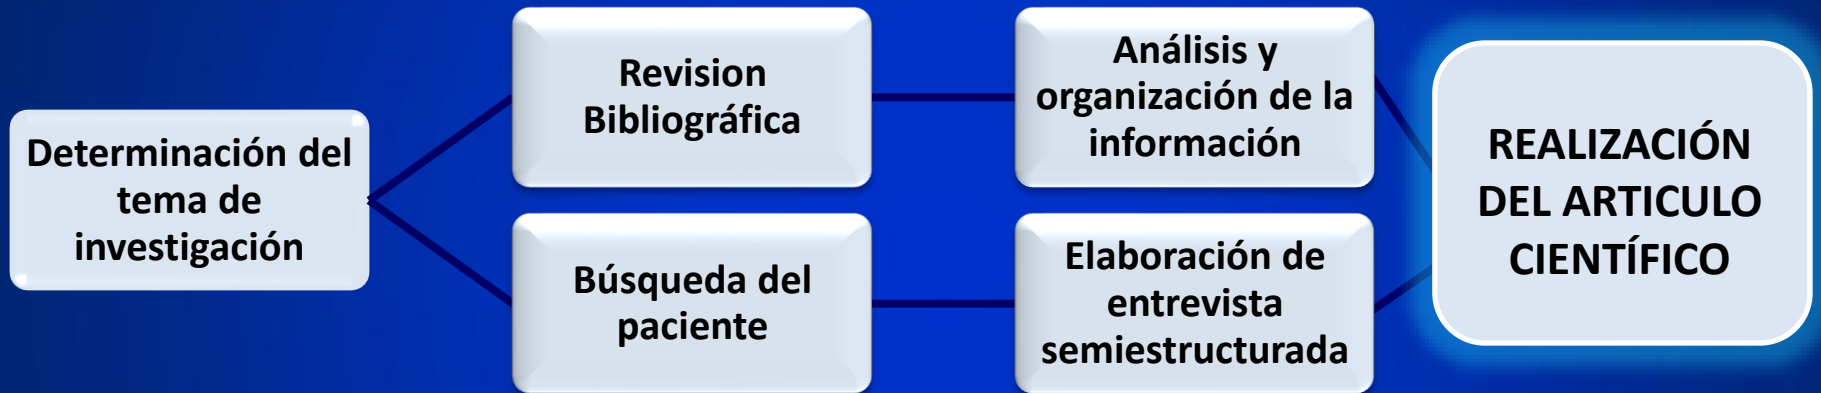 Determinación del
tema de
investigación
Revision
Bibliográfica
Análisis y
organización de la
información
Búsqueda del
paciente
Elaboración de
entrevista
semiestructurada
REALIZACIÓN
DEL ARTICULO
CIENTÍFICO